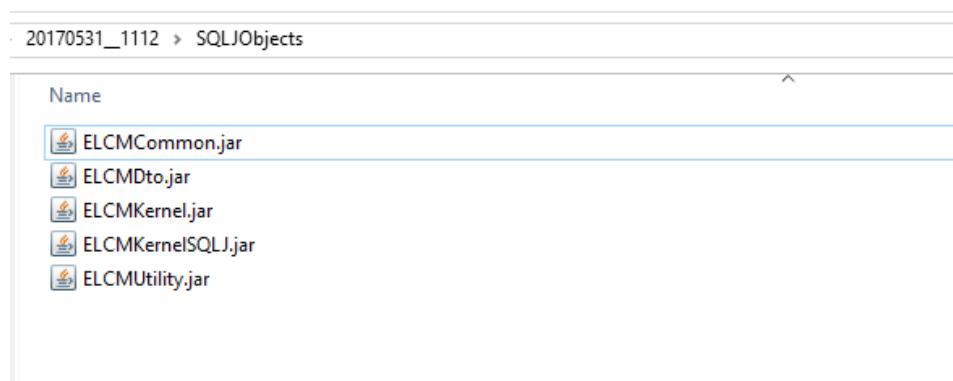 20170531__1112 > SQLJObjects
Name
ELCMCommon.jar
ELCMDto.jar
ELCMKernel.jar
ELCMKernelSQLJ.jar
ELCMUtility.jar